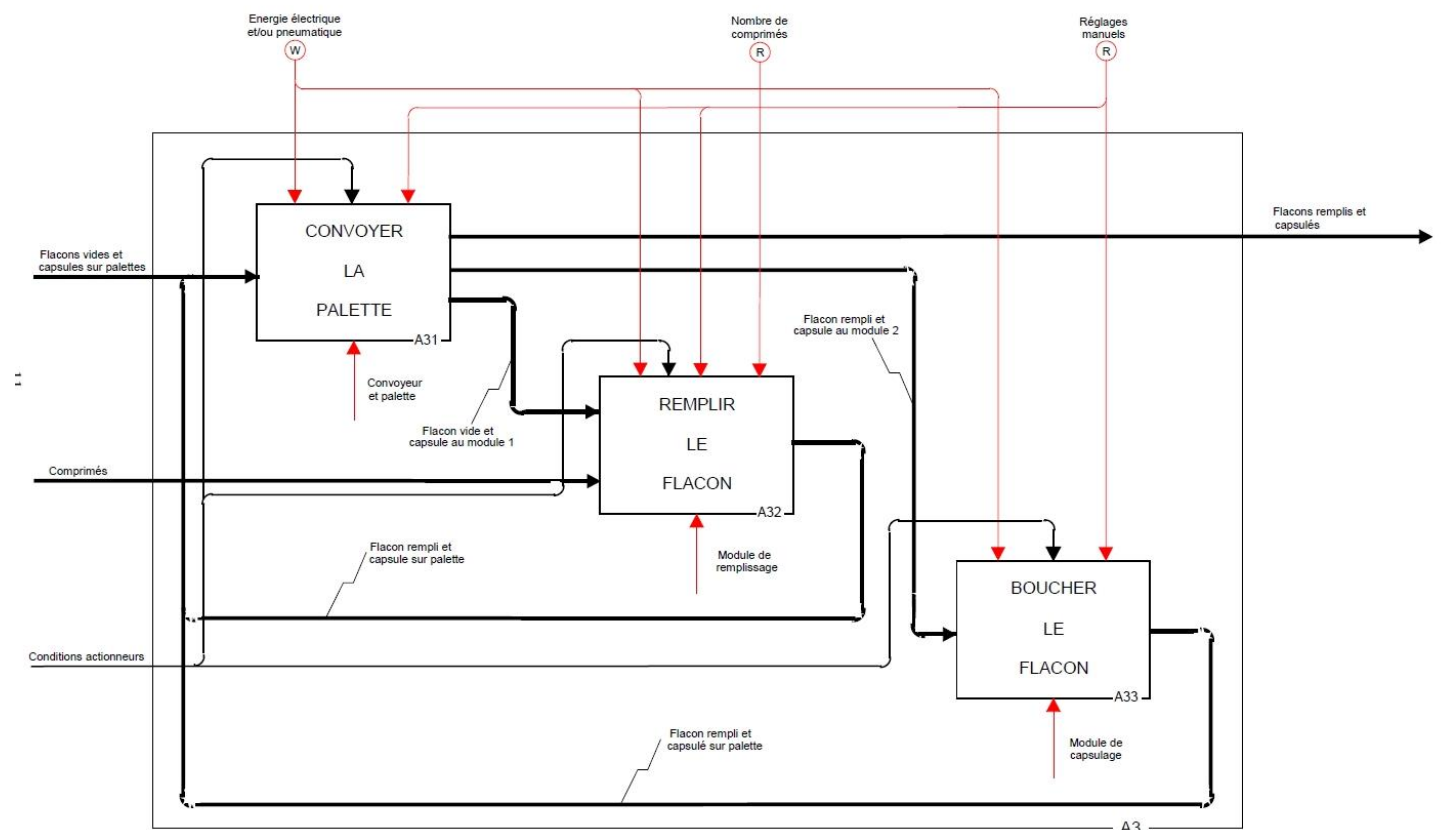 Energie électrique
et/ou pneumatique
W
Nombre de
comprimés
R
Réglages
manuels
R
Flacons vides et
capsules sur palettes
CONVOYER
LA
PALETTE
A31
Flacons remplis et
capsulés
Convoyeur
et palette
Flacon vide et
capsule au module 1
Flacon rempli et
capsule au module 2
Comprimés
REMPLIR
LE
FLACON
A32
Module de
remplissage
Flacon rempli et
capsule sur palette
Conditions actionneurs
BOUCHER
LE
FLACON
A33
Module de
capsulage
Flacon rempli et
capsulé sur palette
A3